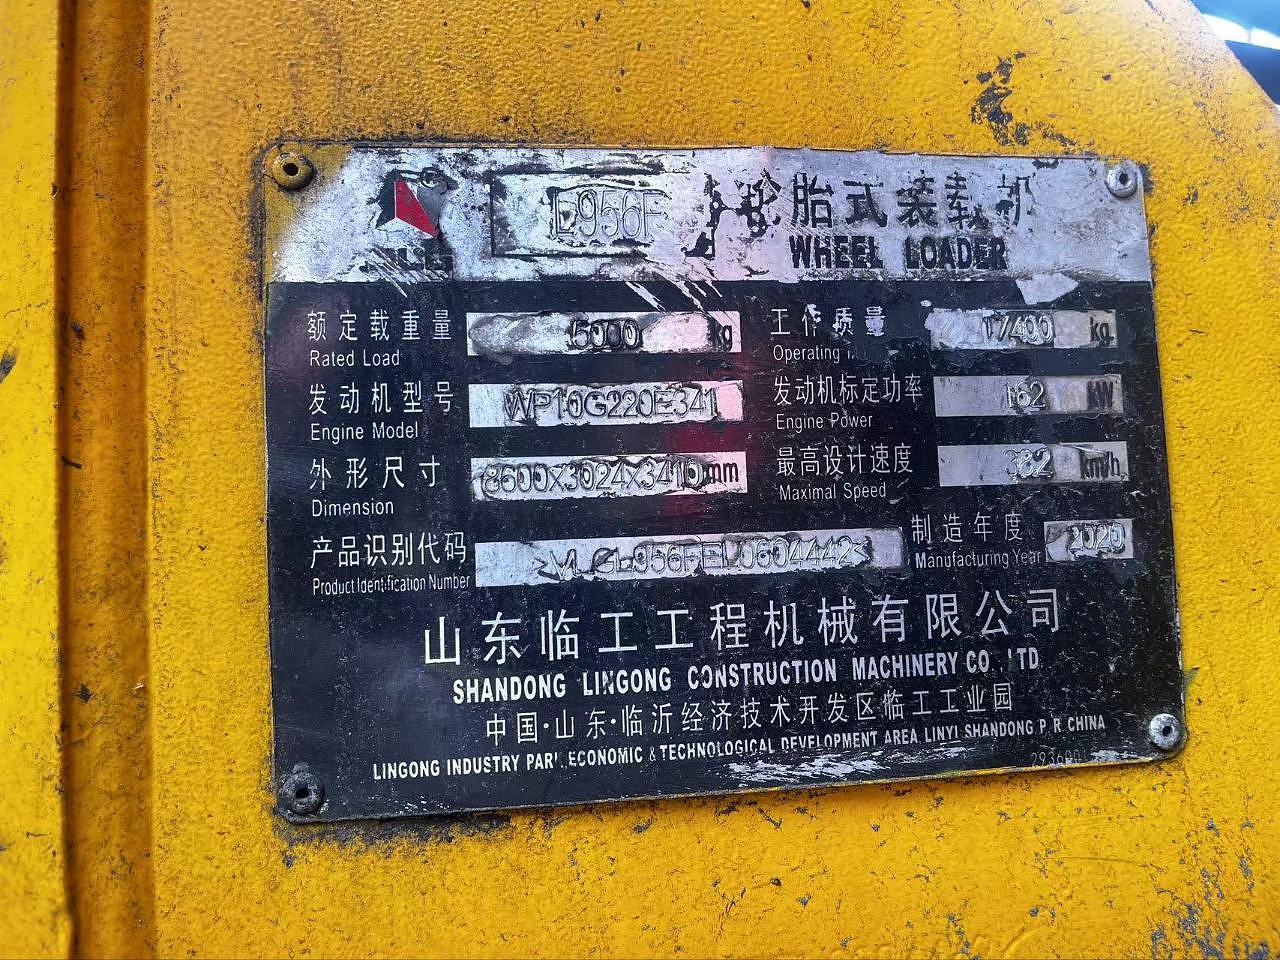 L956F 轮胎式装载机
WHEEL LOADER
额定载重量 5000 kg 工作质量 17400 kg
Rated Load Operating
发动机型号 WP10G220E341 发动机标定功率 162 kW
Engine Model Engine Power
外形尺寸 8600x3024x3410 mm 最高设计速度 km/h
Dimension Maximal Speed
产品识别代码 制造年度 2020
Product Identification Number Manufacturing Year
山东临工工程机械有限公司
SHANDONG LINGONG CONSTRUCTION MACHINERY CO LTD
中国·山东·临沂经济技术开发区临工工业园
LINGONG INDUSTRY PARK ECONOMIC & TECHNOLOGICAL DEVELOPMENT AREA LINYI SHANDONG P R CHINA